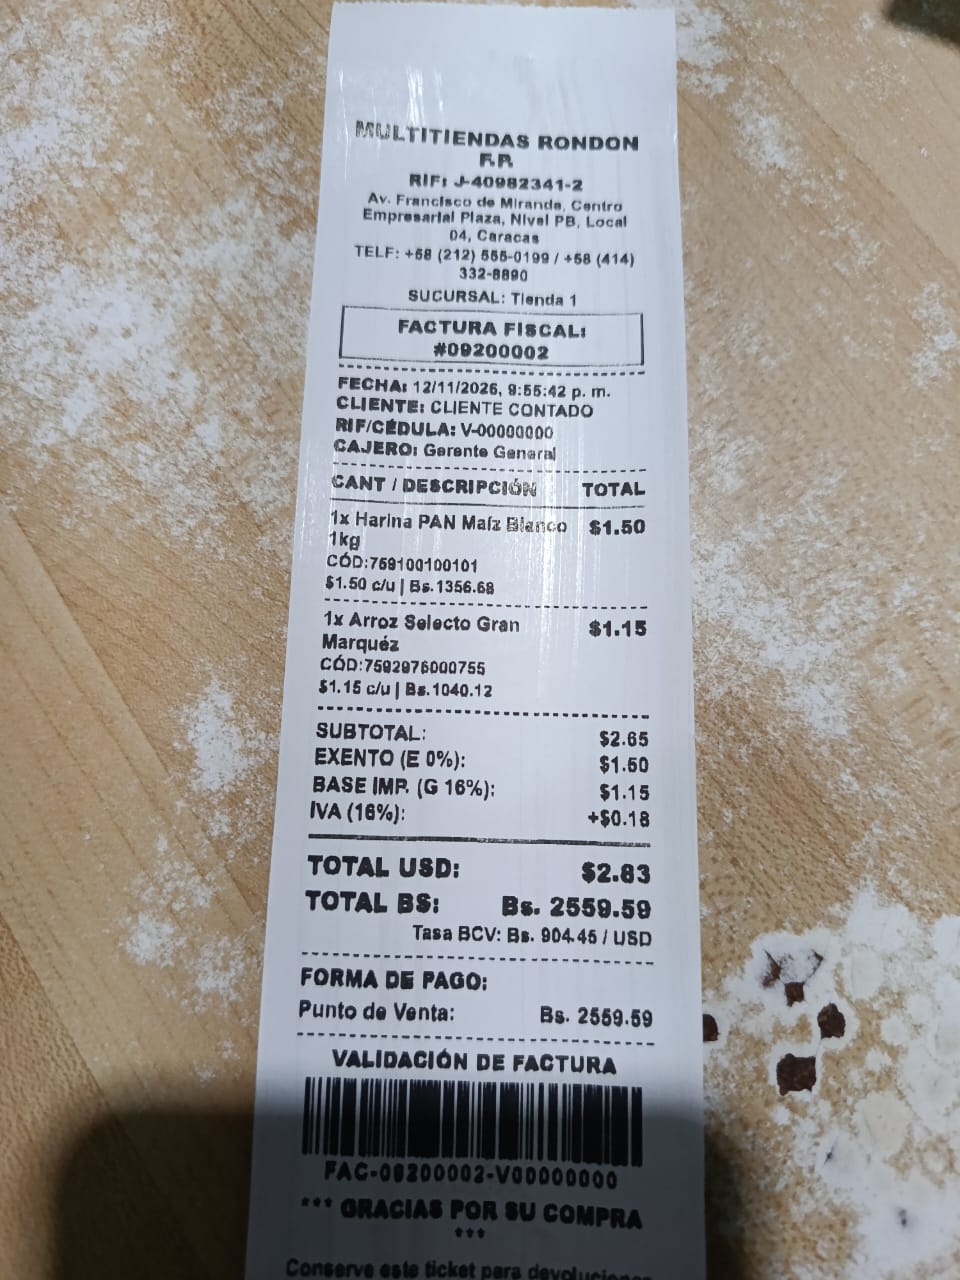 MULTITIENDAS RONDON
F.P.
RIF: J-40982341-2
Av. Francisco de Miranda, Centro
Empresarial Plaza, Nivel PB, Local
04, Caracas
TELF: +58 (212) 555-0199 / +58 (414)
332-8890
SUCURSAL: Tienda 1
FACTURA FISCAL:
#09200002
FECHA: 12/11/2026, 9:55:42 p. m.
CLIENTE: CLIENTE CONTADO
RIF/CÉDULA: V-00000000
CAJERO: Gerente General
CANT / DESCRIPCIÓN TOTAL
1x Harina PAN Maíz Blanco $1.50
1kg
CÓD:759100100101
$1.50 c/u | Bs.1356.68
1x Arroz Selecto Gran $1.15
Marquéz
CÓD:7592976000755
$1.15 c/u | Bs.1040.12
SUBTOTAL: $2.65
EXENTO (E 0%): $1.50
BASE IMP. (G 16%): $1.15
IVA (16%): +$0.18
TOTAL USD: $2.83
TOTAL BS: Bs. 2559.59
Tasa BCV: Bs. 904.45 / USD
FORMA DE PAGO:
Punto de Venta: Bs. 2559.59
VALIDACIÓN DE FACTURA
FAC-09200002-V00000000
*** GRACIAS POR SU COMPRA
***
Conserve este ticket para devoluciones